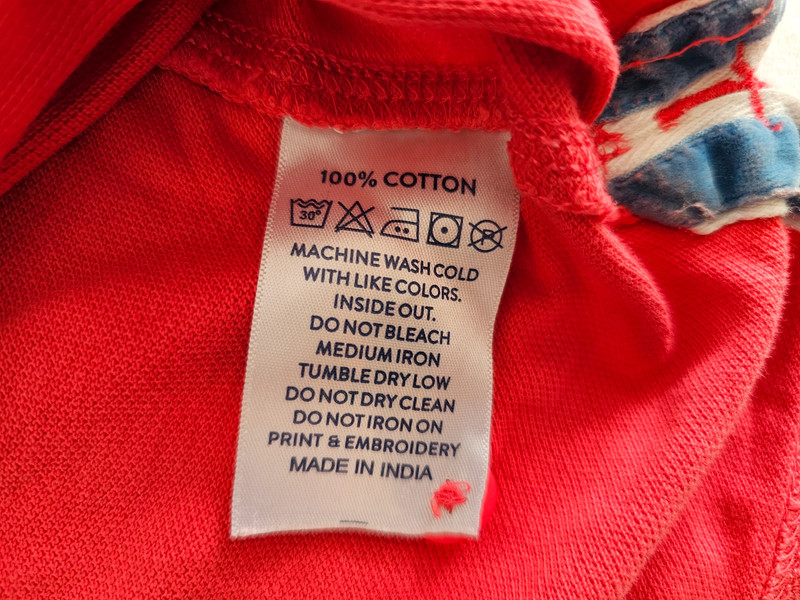 100% COTTON
30°
P
MACHINE WASH COLD
WITH LIKE COLORS.
INSIDE OUT.
DO NOT BLEACH
MEDIUM IRON
TUMBLE DRY LOW
DO NOT DRY CLEAN
DO NOT IRON ON
PRINT & EMBROIDERY
MADE IN INDIA